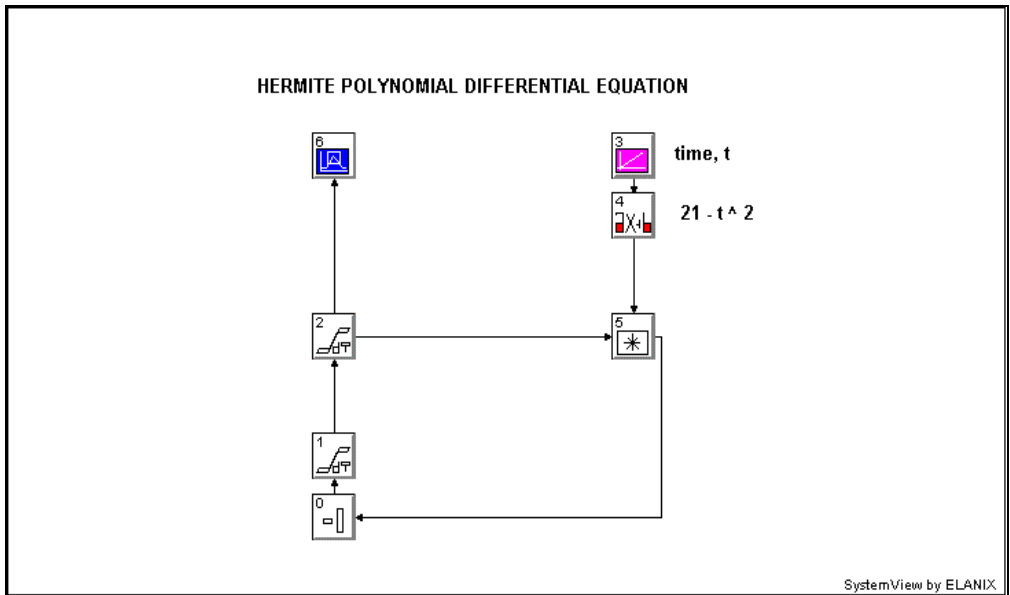 HERMITE POLYNOMIAL DIFFERENTIAL EQUATION
6
3
time, t
4
21 - t ^ 2
2
5
1
0
SystemView by ELANIX